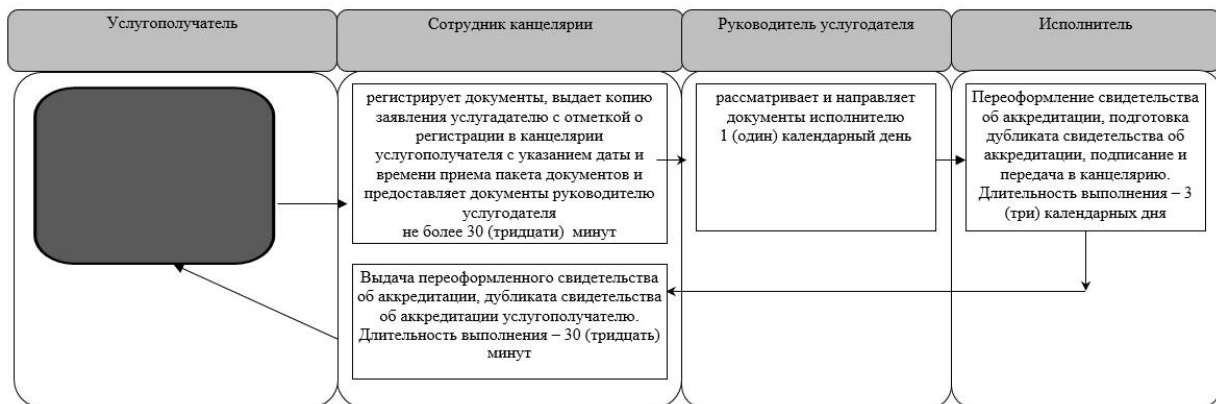 Услугополучатель
Сотрудник канцелярии
Руководитель услугодателя
Исполнитель
регистрирует документы, выдает копию
заявления услугадателю с отметкой о
регистрации в канцелярии
услугополучателя с указанием даты и
времени приема пакета документов и
предоставляет документы руководителю
услугодателя
не более 30 (тридцати) минут
рассматривает и направляет
документы исполнителю
1 (один) календарный день
Переоформление свидетельства
об аккредитации, подготовка
дубликата свидетельства об
аккредитации, подписание и
передача в канцелярию.
Длительность выполнения – 3
(три) календарных дня
Выдача переоформленного свидетельства
об аккредитации, дубликата свидетельства
об аккредитации услугополучателю.
Длительность выполнения – 30 (тридцать)
минут